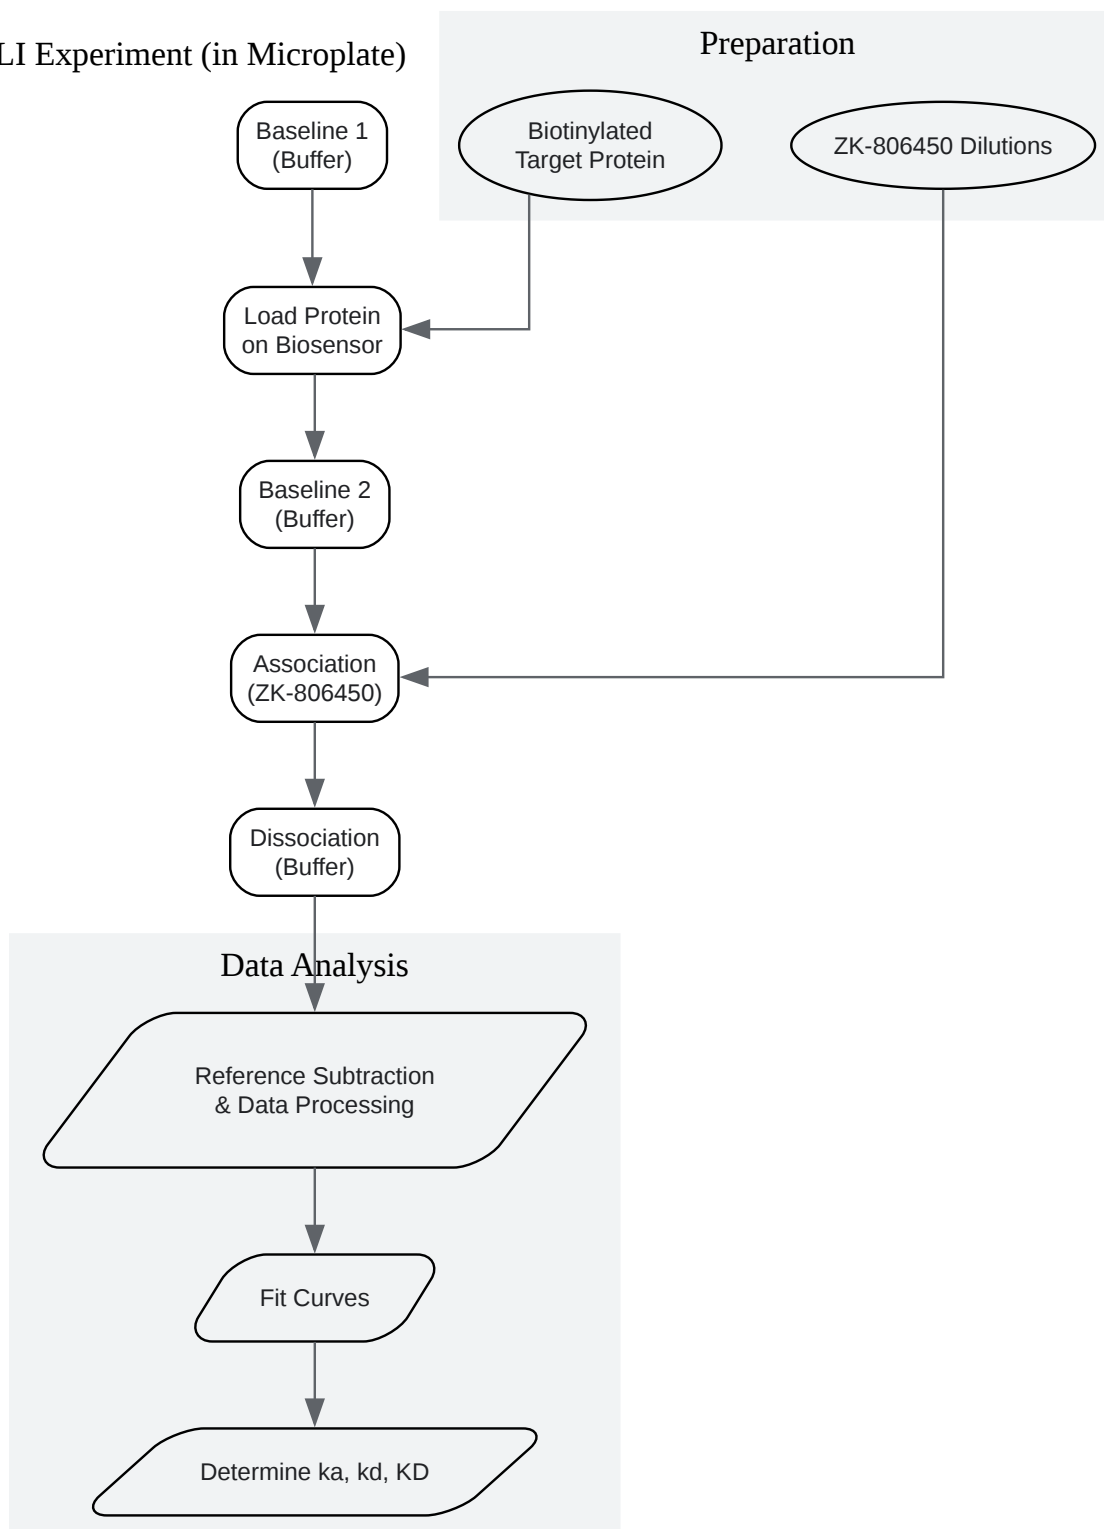 LI Experiment (in Microplate)
Preparation
Baseline 1
(Buffer)
Biotinylated
Target Protein
ZK-806450 Dilutions
Load Protein
on Biosensor
Baseline 2
(Buffer)
Association
(ZK-806450)
Dissociation
(Buffer)
Data Analysis
Reference Subtraction
& Data Processing
Fit Curves
Determine ka, kd, KD